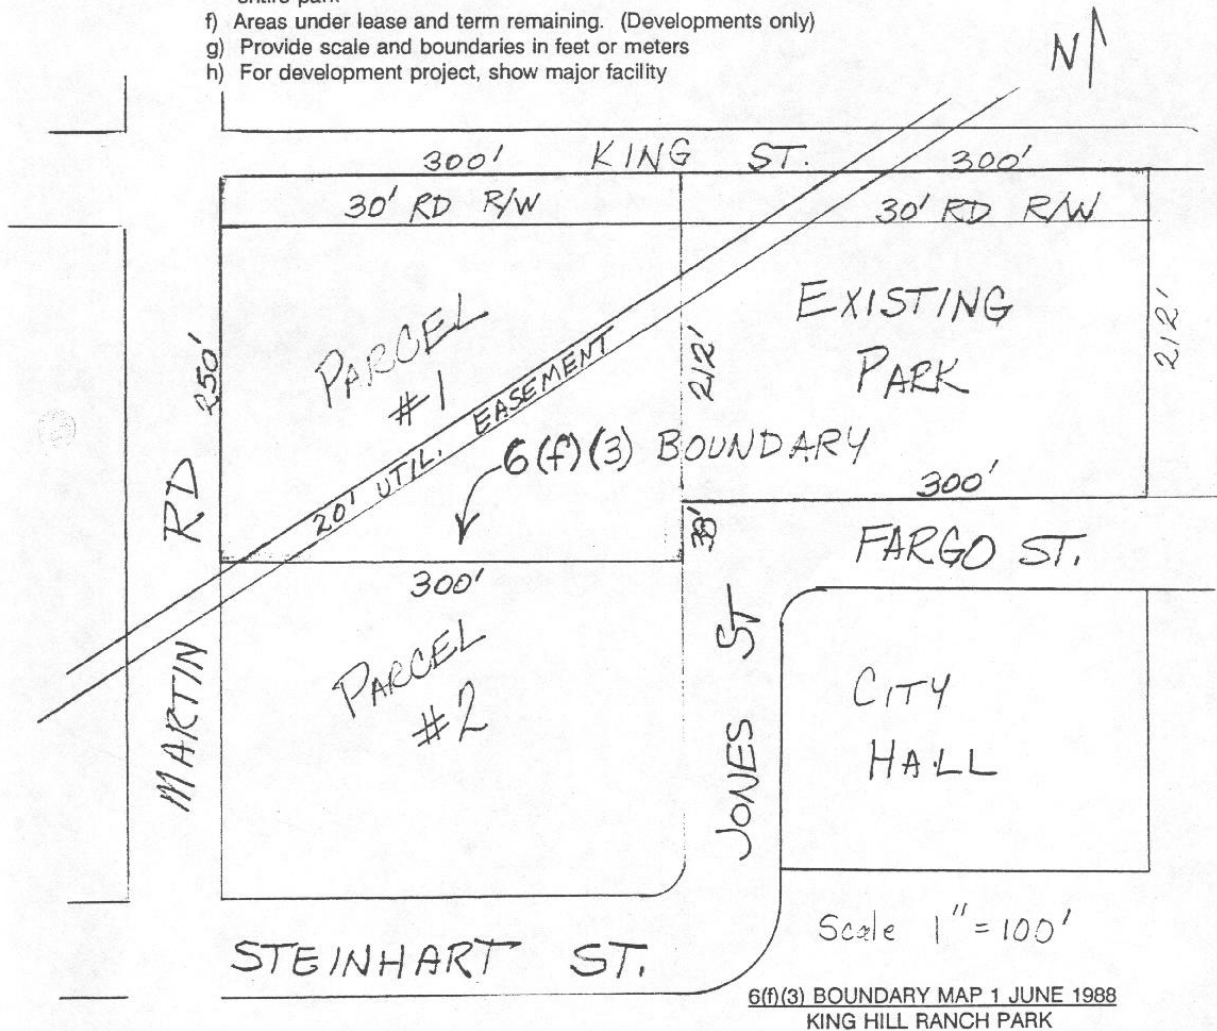 entire park
f) Areas under lease and term remaining. (Developments only)
g) Provide scale and boundaries in feet or meters
h) For development project, show major facility
N
300' KING ST. 300'
30' RD R/W 30' RD R/W
EXISTING
PARK
PARCEL
#1
250'
212'
212'
20' UTIL. EASEMENT
6(f)(3) BOUNDARY
300'
38'
MARTIN RD
300'
FARGO ST.
PARCEL
#2
JONES ST
CITY
HALL
STEINHART ST.
Scale 1" = 100'
6(f)(3) BOUNDARY MAP 1 JUNE 1988
KING HILL RANCH PARK